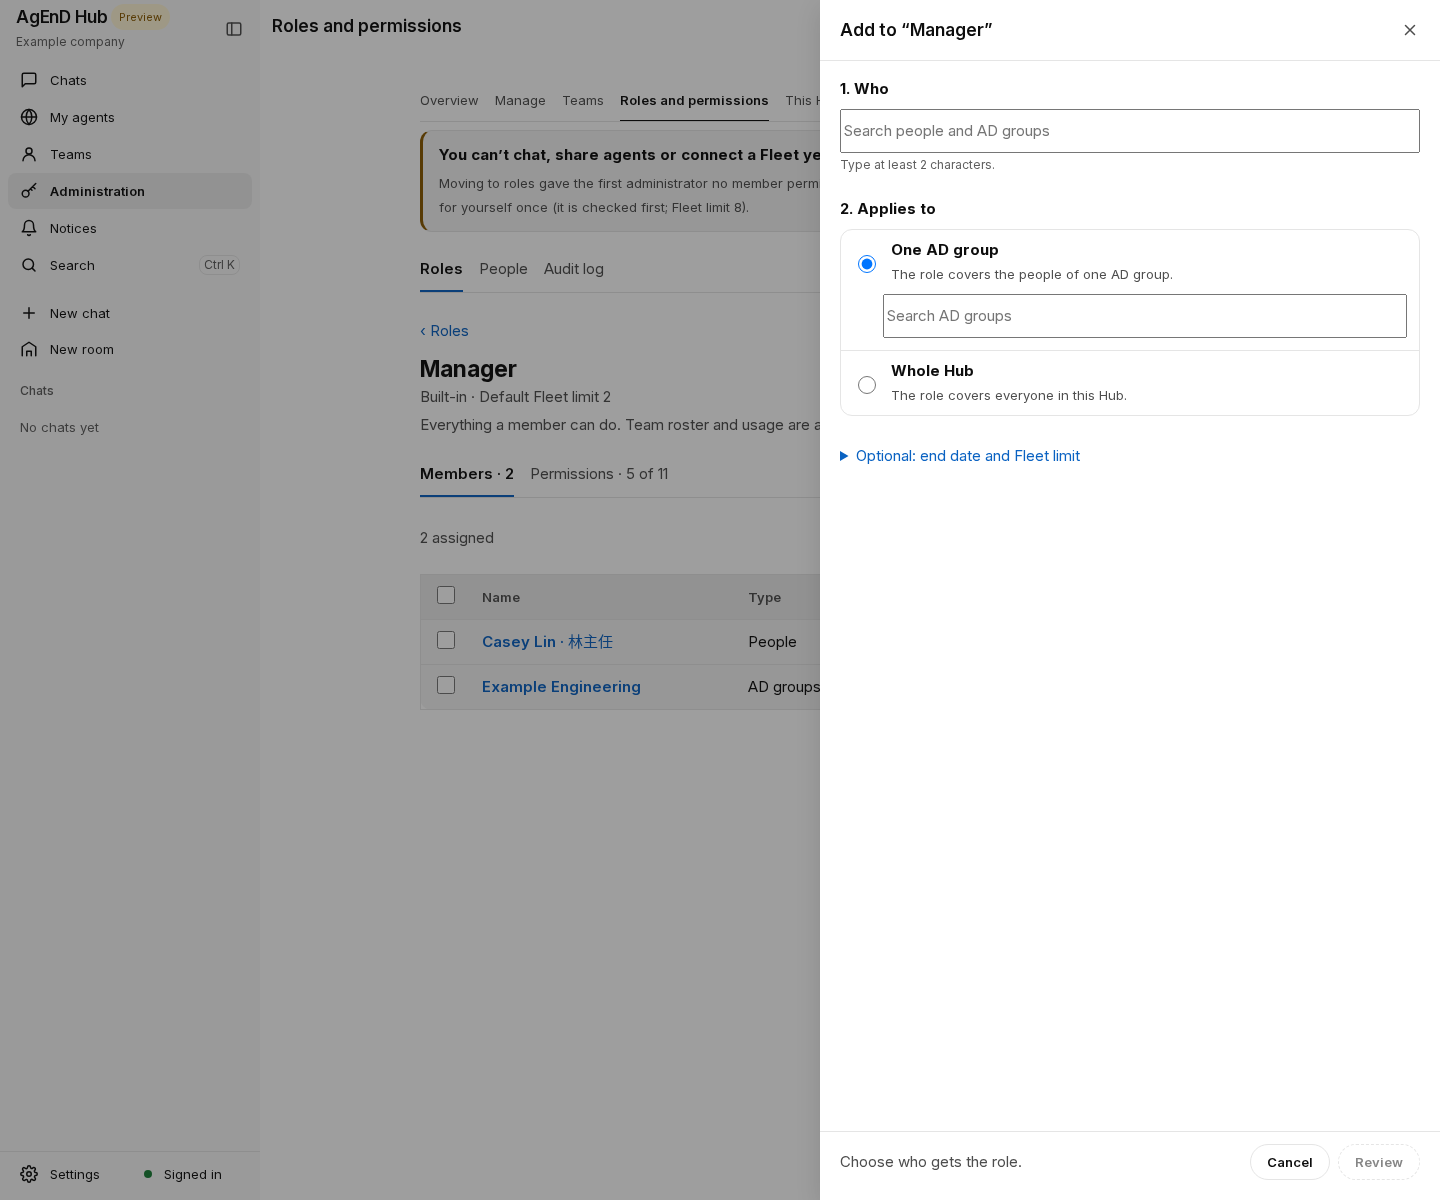 AgEnD Hub Preview
Example company
Chats
My agents
Teams
Administration
Notices
Search Ctrl K
New chat
New room
Chats
No chats yet
Settings
Signed in
Roles and permissions
Overview Manage Teams Roles and permissions This H
You can’t chat, share agents or connect a Fleet ye
Moving to roles gave the first administrator no member perm
for yourself once (it is checked first; Fleet limit 8).
Roles People Audit log
‹ Roles
Manager
Built-in · Default Fleet limit 2
Everything a member can do. Team roster and usage are a
Members · 2 Permissions · 5 of 11
2 assigned
Name Type
Casey Lin · 林主任 People
Example Engineering AD groups
Add to “Manager”
1. Who
Search people and AD groups
Type at least 2 characters.
2. Applies to
One AD group
The role covers the people of one AD group.
Search AD groups
Whole Hub
The role covers everyone in this Hub.
Optional: end date and Fleet limit
Choose who gets the role.
Cancel
Review